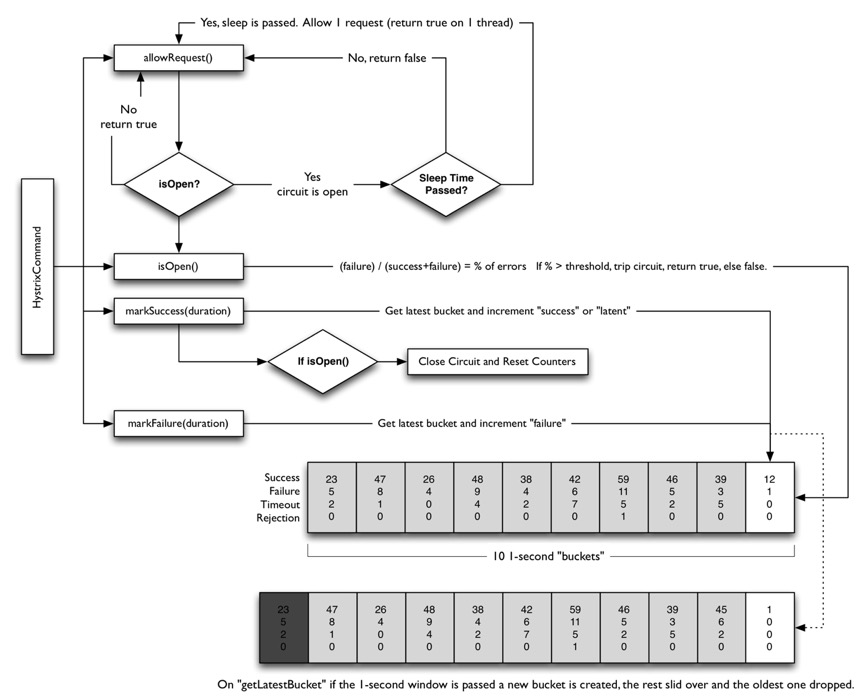 Yes, sleep is passed. Allow 1 request (return true on 1 thread)
allowRequest()
No, return false
No
return true
isOpen?
Yes
circuit is open
Sleep Time
Passed?
HystrixCommand
isOpen()
(failure) / (success+failure) = % of errors If % > threshold, trip circuit, return true, else false.
markSuccess(duration)
Get latest bucket and increment "success" or "latent"
If isOpen()
Close Circuit and Reset Counters
markFailure(duration)
Get latest bucket and increment "failure"
Success 23 47 26 48 38 42 59 46 39 12
Failure 5 8 4 9 4 6 11 5 3 1
Timeout 2 1 0 4 2 7 5 2 5 0
Rejection 0 0 0 0 0 0 1 0 0 0
10 1-second "buckets"
23 47 26 48 38 42 59 46 39 45 1
5 8 4 9 4 6 11 5 3 6 0
2 1 0 4 2 7 5 2 5 2 0
0 0 0 0 0 0 1 0 0 0 0
On "getLatestBucket" if the 1-second window is passed a new bucket is created, the rest slid over and the oldest one dropped.